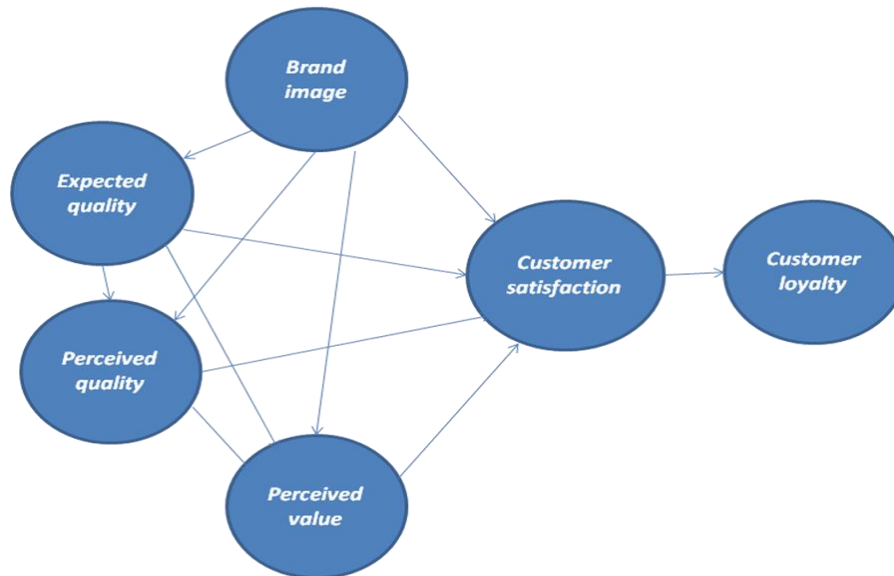 Brand
image
Expected
quality
Customer
satisfaction
Customer
loyalty
Perceived
quality
Perceived
value